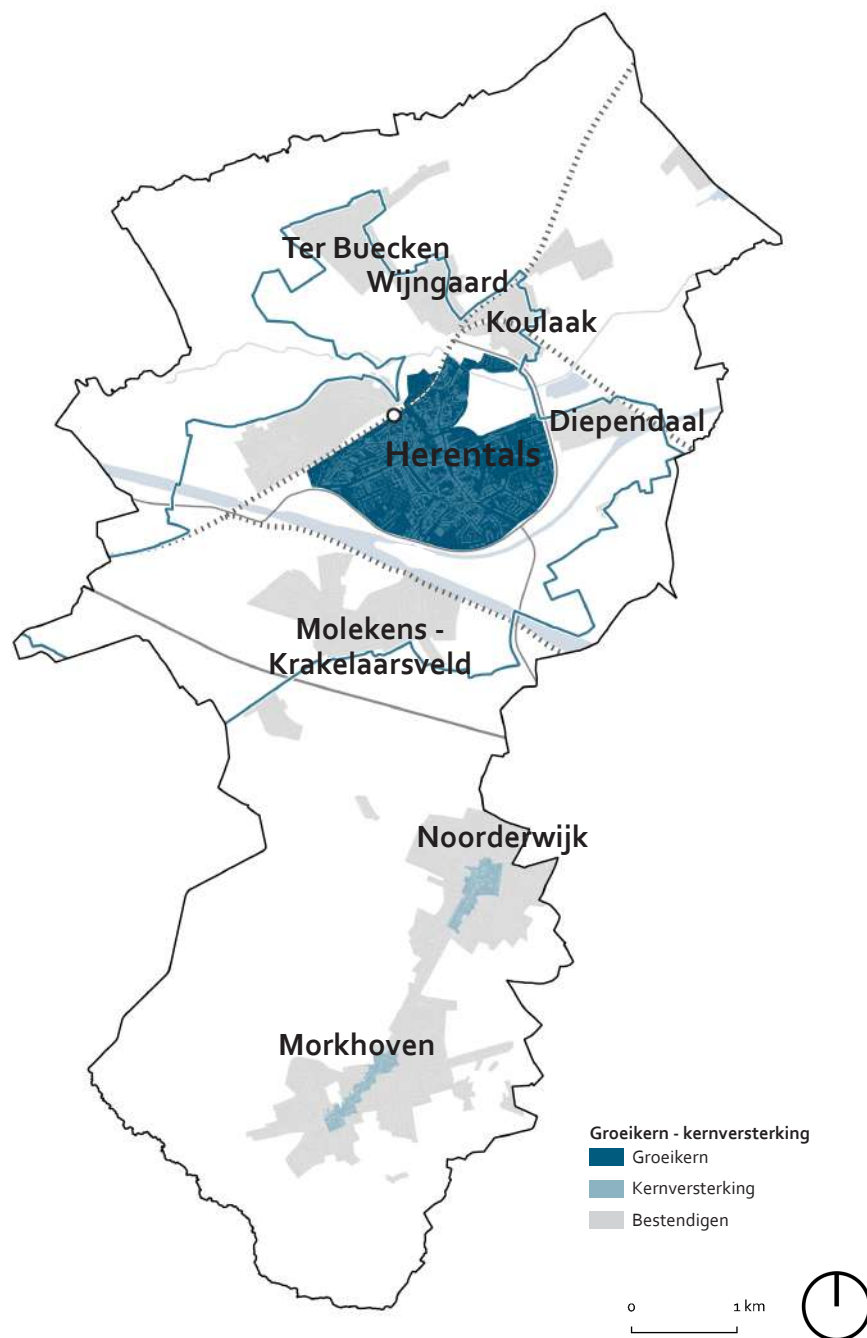 Ter Buecken
Wijngaard
Koulaak
Diependaal
Herentals
Molekens -
Krakelaarsveld
Noorderwijk
Morkhoven
Groeikern - kernversterking
Groeikern
Kernversterking
Bestendigen
0 1 km